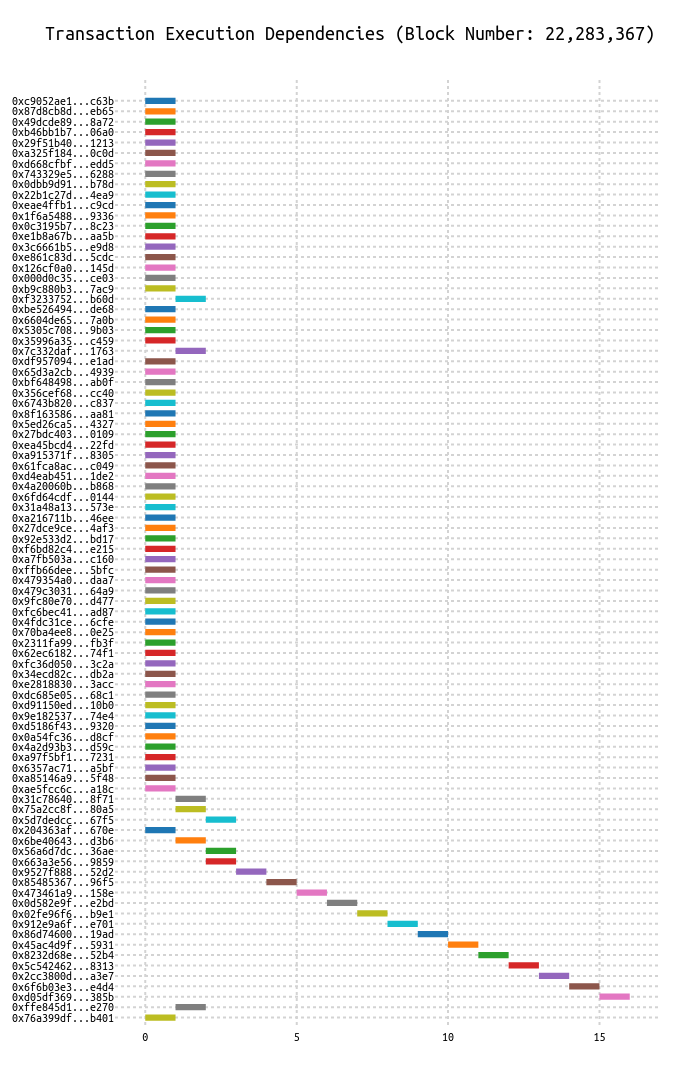 Transaction Execution Dependencies (Block Number: 22,283,367)
0xc9052ae1...c63b
0x87d8cb8d...eb65
0x49dcde89...8a72
0xb46bb1b7...06a0
0x29f51b40...1213
0xa325f184...0c0d
0xd668cfbf...edd5
0x743329e5...6288
0x0dbb9d91...b78d
0x22b1c27d...4ea9
0xeae4ffb1...c9cd
0x1f6a5488...9336
0x0c3195b7...8c23
0xe1b8a67b...aa5b
0x3c6661b5...e9d8
0xe861c83d...5cdc
0x126cf0a0...145d
0x000d0c35...ce03
0xb9c880b3...7ac9
0xf3233752...b60d
0xbe526494...de68
0x6604de65...7a0b
0x5305c708...9b03
0x35996a35...c459
0x7c332daf...1763
0xdf957094...e1ad
0x65d3a2cb...4939
0xbf648498...ab0f
0x356cef68...cc40
0x6743b820...c837
0x8f163586...aa81
0x5ed26ca5...4327
0x27bdc403...0109
0xea45bcd4...22fd
0xa915371f...8305
0x61fca8ac...c049
0xd4eab451...1de2
0x4a20060b...b868
0x6fd64cdf...0144
0x31a48a13...573e
0xa216711b...46ee
0x27dce9ce...4af3
0x92e533d2...bd17
0xf6bd82c4...e215
0xa7fb503a...c160
0xffb66dee...5bfc
0x479354a0...daa7
0x479c3031...64a9
0x9fc80e70...d477
0xfc6bec41...ad87
0x4fdc31ce...6cfe
0x70ba4ee8...0e25
0x2311fa99...fb3f
0x62ec6182...74f1
0xfc36d050...3c2a
0x34ecd82c...db2a
0xe2818830...3acc
0xdc685e05...68c1
0xd91150ed...10b0
0x9e182537...74e4
0xd5186f43...9320
0x0a54fc36...d8cf
0x4a2d93b3...d59c
0xa97f5bf1...7231
0x6357ac71...a5bf
0xa85146a9...5f48
0xae5fcc6c...a18c
0x31c78640...8f71
0x75a2cc8f...80a5
0x5d7dedcc...67f5
0x204363af...670e
0x6be40643...d3b6
0x56a6d7dc...36ae
0x663a3e56...9859
0x9527f888...52d2
0x85485367...96f5
0x473461a9...158e
0x0d582e9f...e2bd
0x02fe96f6...b9e1
0x912e9a6f...e701
0x86d74600...19ad
0x45ac4d9f...5931
0x8232d68e...52b4
0x5c542462...8313
0x2cc3800d...a3e7
0x6f6b03e3...e4d4
0xd05df369...385b
0xffe845d1...e270
0x76a399df...b401
0 5 10 15